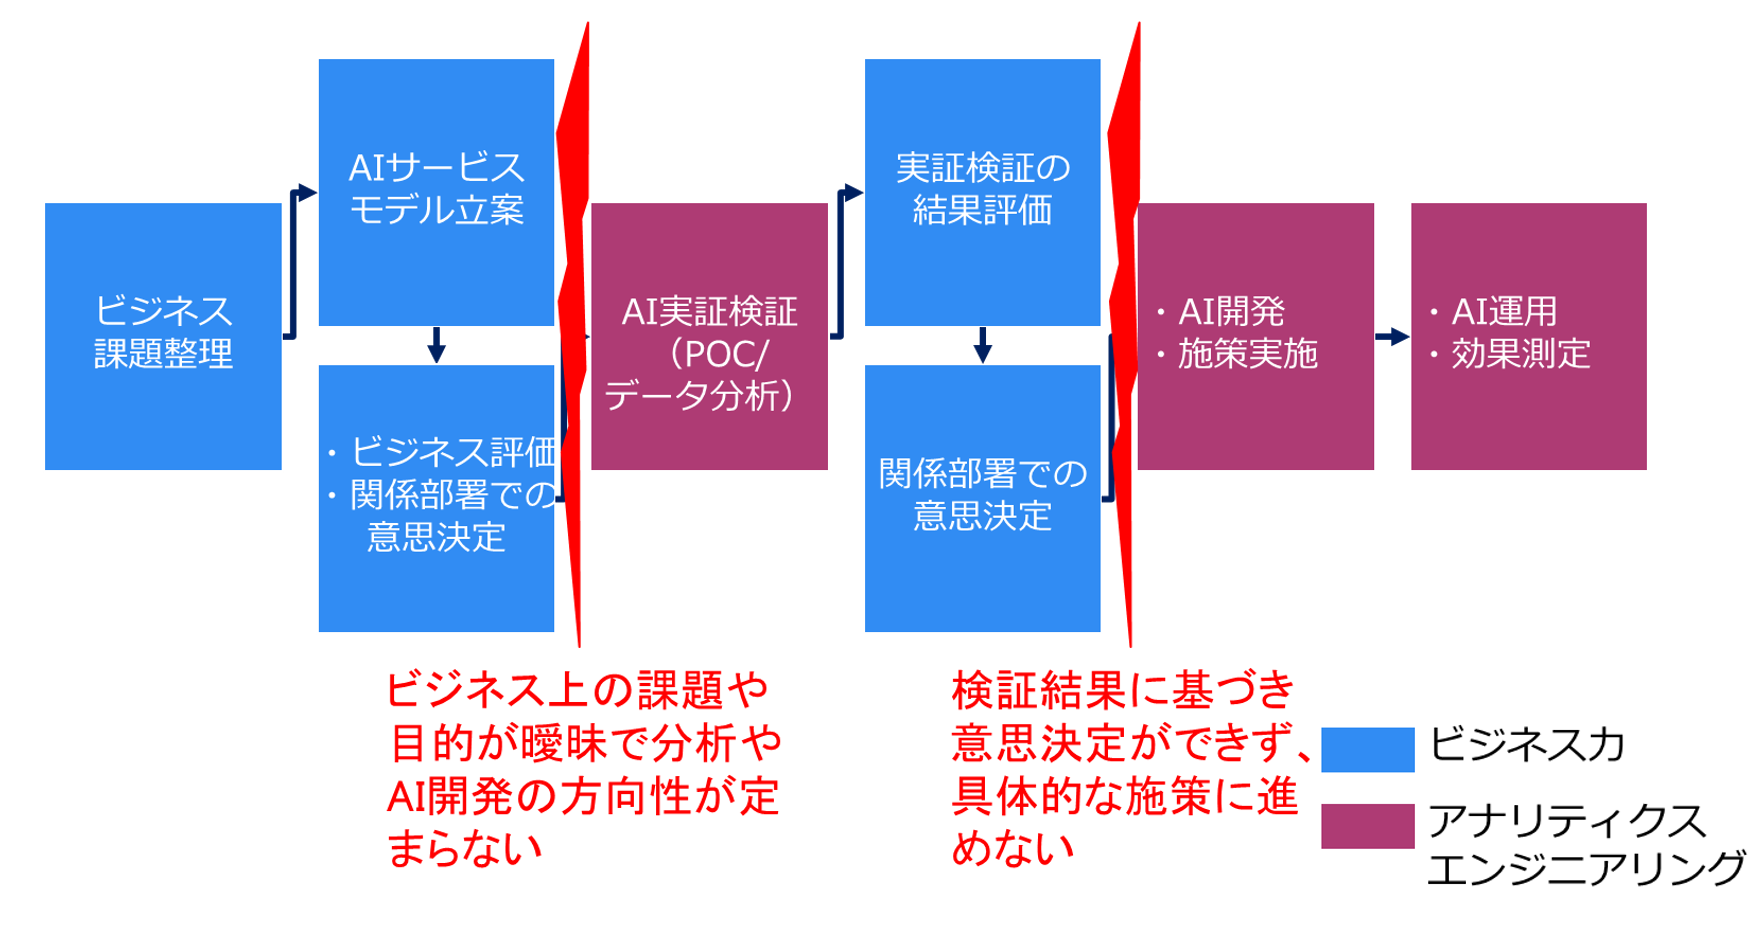 ビジネス
課題整理
AIサービス
モデル立案
・ビジネス評価
・関係部署での
意思決定
AI実証検証
（POC/
データ分析）
実証検証の
結果評価
関係部署での
意思決定
・AI開発
・施策実施
・AI運用
・効果測定
ビジネス上の課題や
目的が曖昧で分析や
AI開発の方向性が定
まらない
検証結果に基づき
意思決定ができず、
具体的な施策に進
めない
ビジネス力
アナリティクス
エンジニアリング